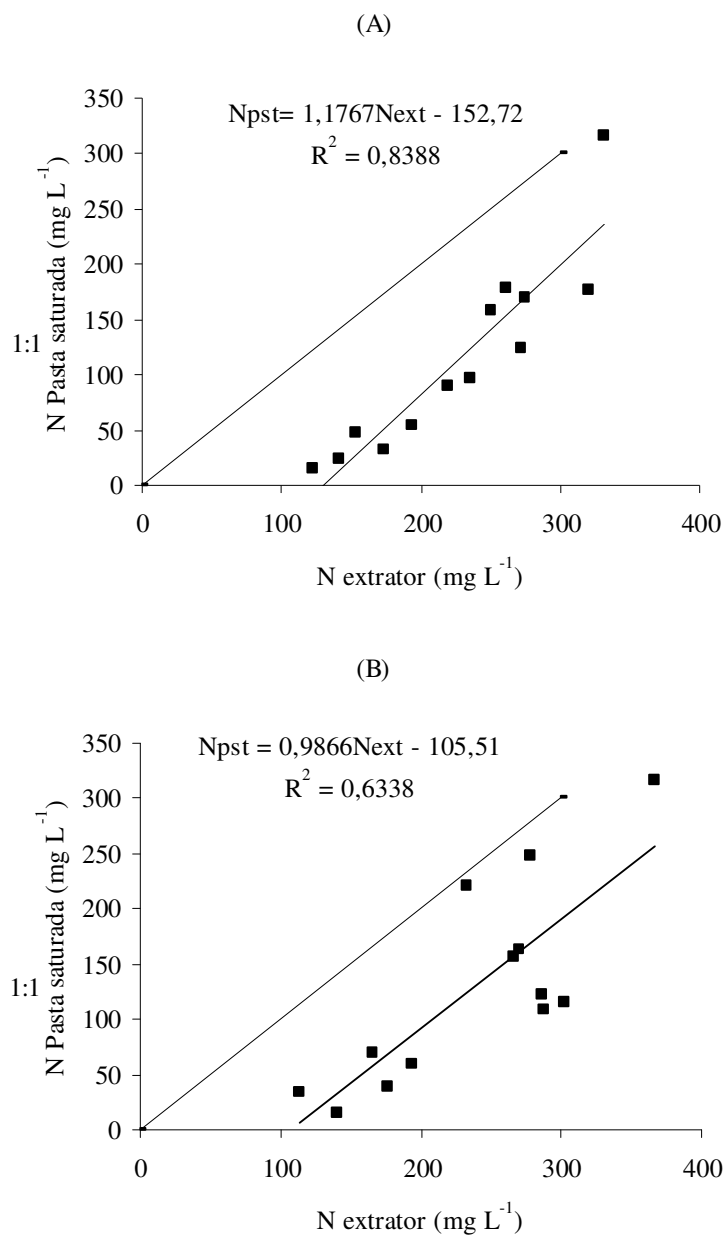 (A)
Npst= 1,1767Next - 152,72
R² = 0,8388
350
300
250
200
150
100
50
0
1:1
N Pasta saturada (mg L⁻¹)
0 100 200 300 400
N extrator (mg L⁻¹)
(B)
Npst = 0,9866Next - 105,51
R² = 0,6338
350
300
250
200
150
100
50
0
1:1
N Pasta saturada (mg L⁻¹)
0 100 200 300 400
N extrator (mg L⁻¹)